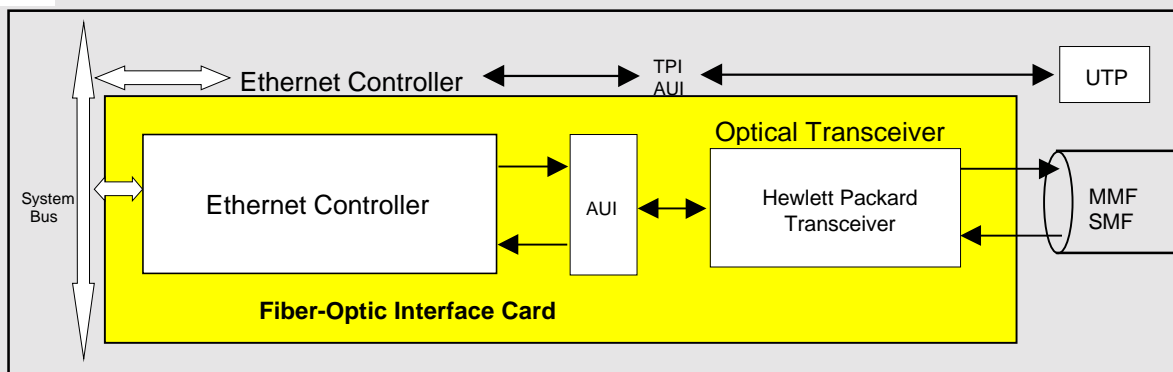 Ethernet Controller
TPI
AUI
UTP
Optical Transceiver
System
Bus
Ethernet Controller
AUI
Hewlett Packard
Transceiver
MMF
SMF
Fiber-Optic Interface Card